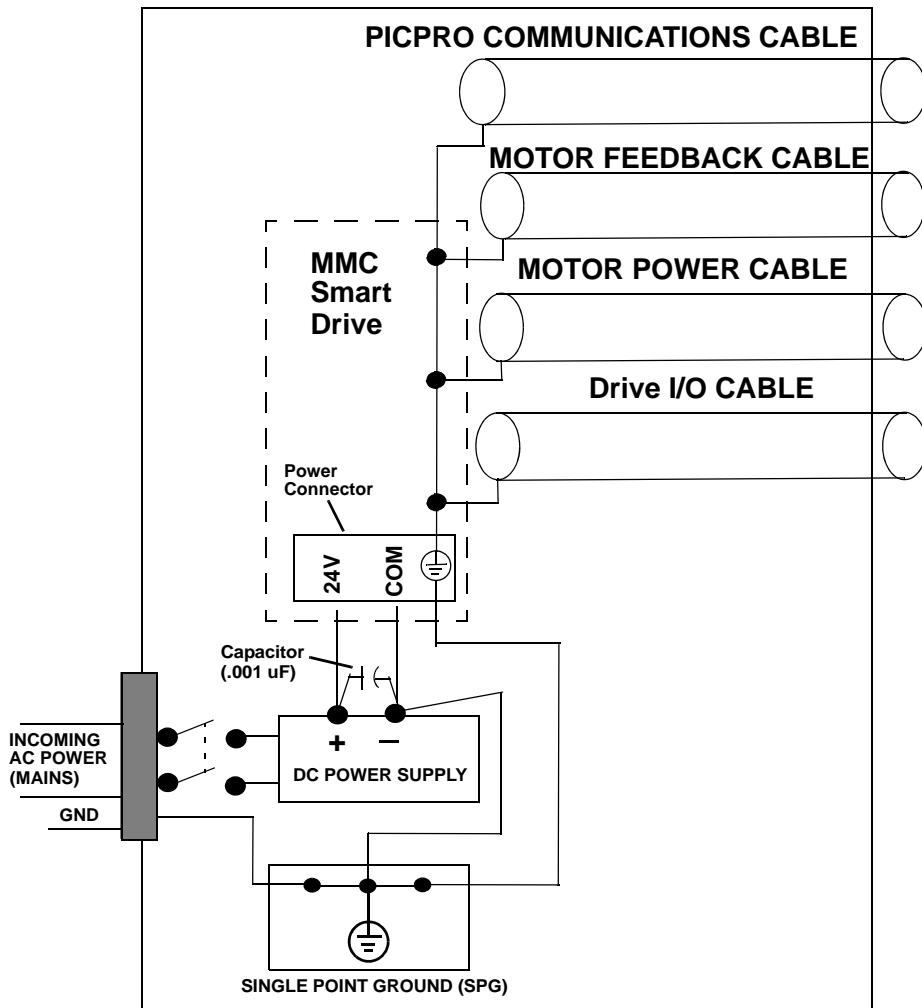 PICPRO COMMUNICATIONS CABLE
MOTOR FEEDBACK CABLE
MMC
Smart
Drive
MOTOR POWER CABLE
Drive I/O CABLE
Power
Connector
24V
COM
Capacitor
(.001 uF)
INCOMING
AC POWER
(MAINS)
GND
+
–
DC POWER SUPPLY
SINGLE POINT GROUND (SPG)